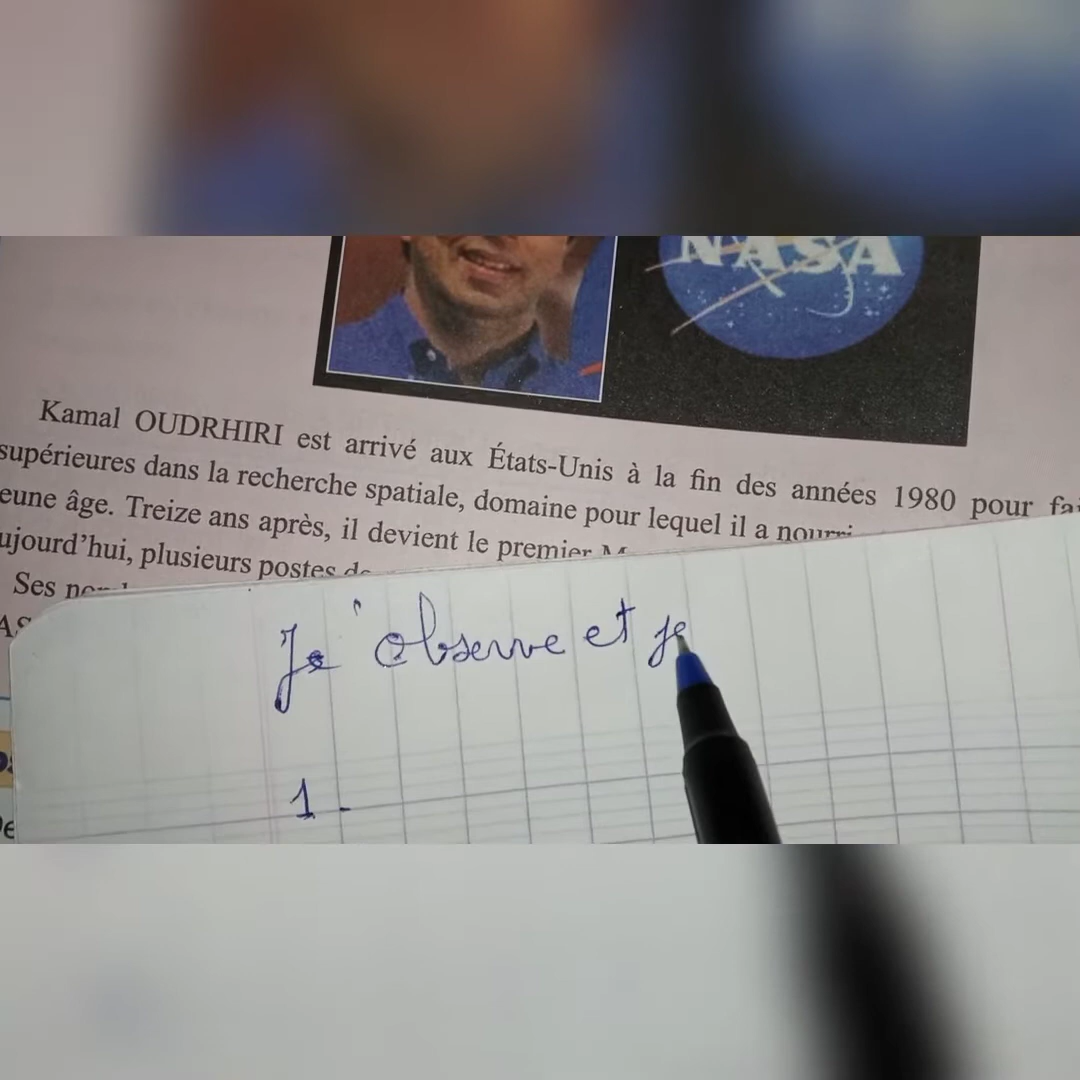 NASA
Kamal OUDRHIRI est arrivé aux États-Unis à la fin des années 1980 pour
supérieures dans la recherche spatiale, domaine pour lequel il a nourri
eune âge. Treize ans après, il devient le premier
ujourd'hui, plusieurs postes
Ses
Je observe et je
1 -